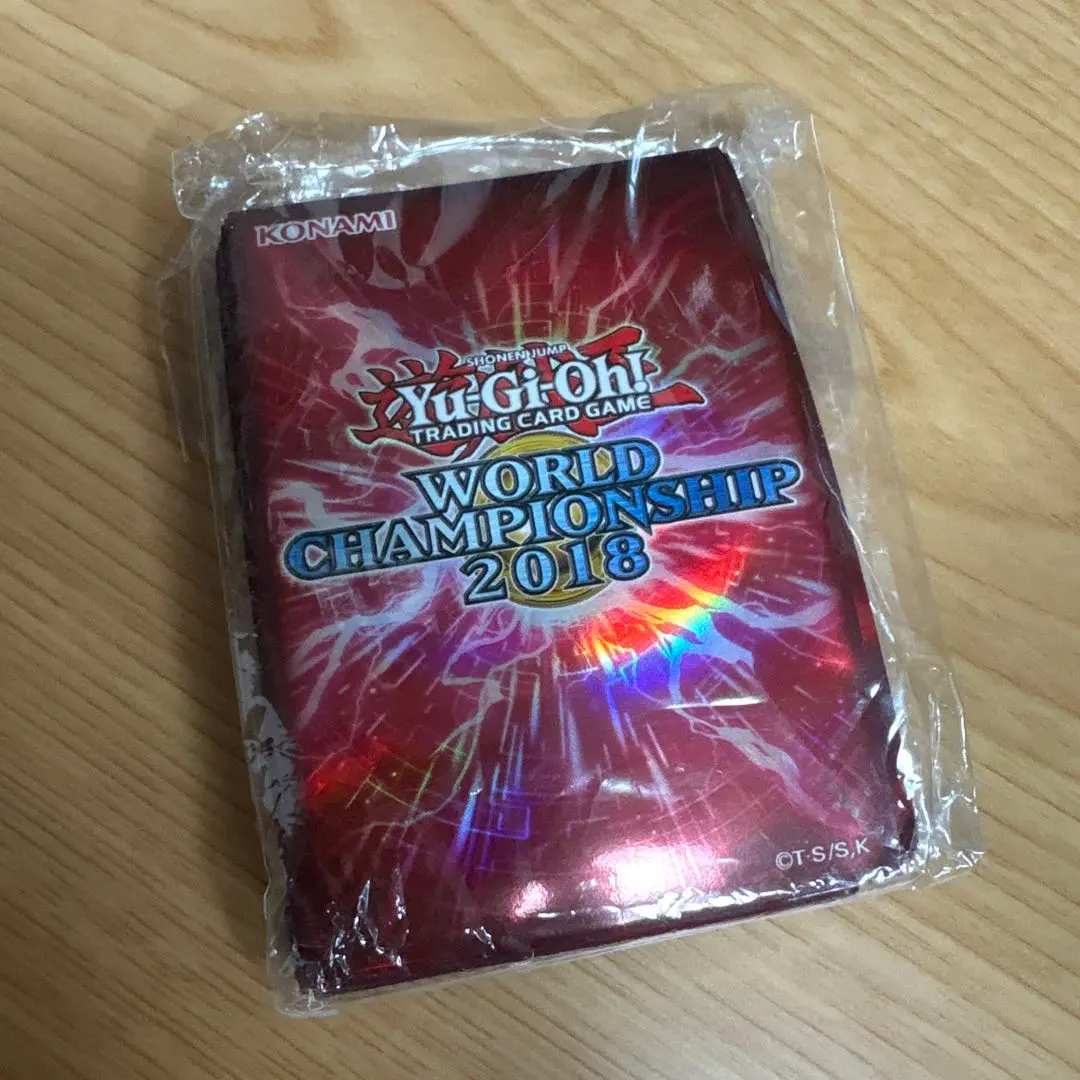 KONAMI
SHONEN JUMP
Yu-Gi-Oh!
TRADING CARD GAME
WORLD
CHAMPIONSHIP
2018
©T·S/S,K